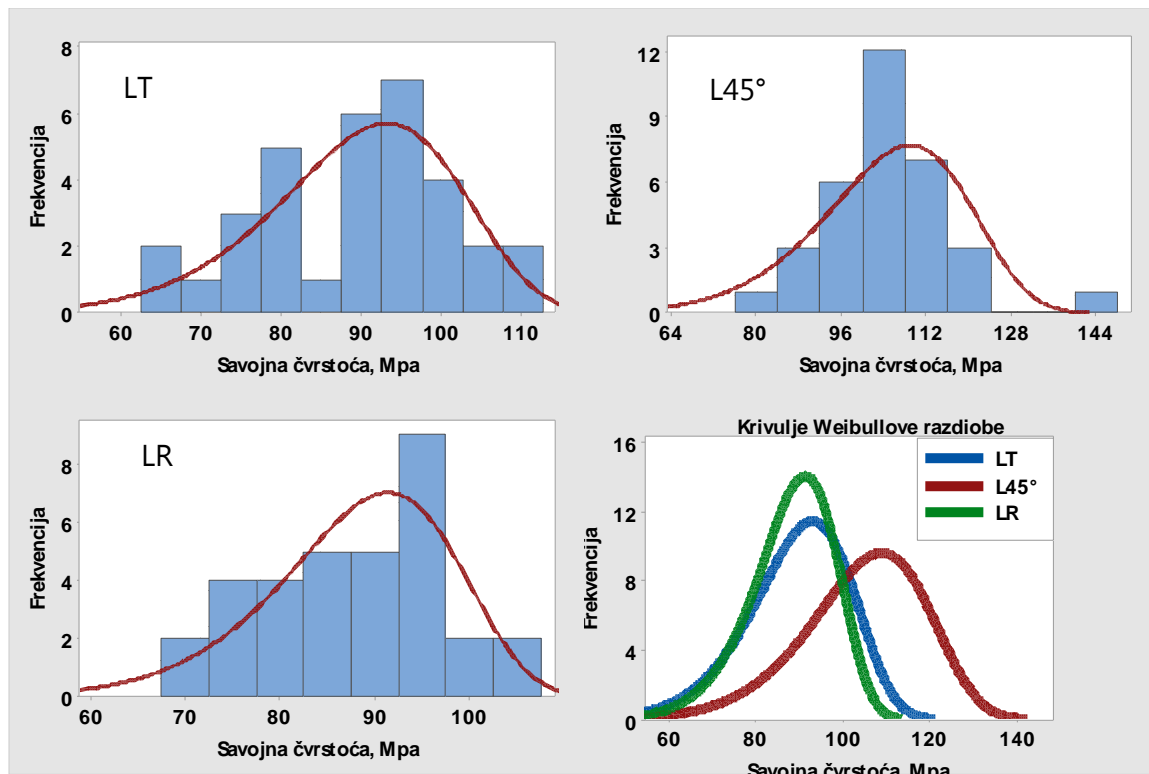 LT
Frekvencija
8
6
4
2
0
60 70 80 90 100 110
Savojna čvrstoća, Mpa
L45°
Frekvencija
12
9
6
3
0
64 80 96 112 128 144
Savojna čvrstoća, Mpa
LR
Frekvencija
8
6
4
2
0
60 70 80 90 100
Savojna čvrstoća, Mpa
Krivulje Weibullove razdiobe
LT
L45°
LR
Frekvencija
16
12
8
4
0
60 80 100 120 140
Savojna čvrstoća, Mpa